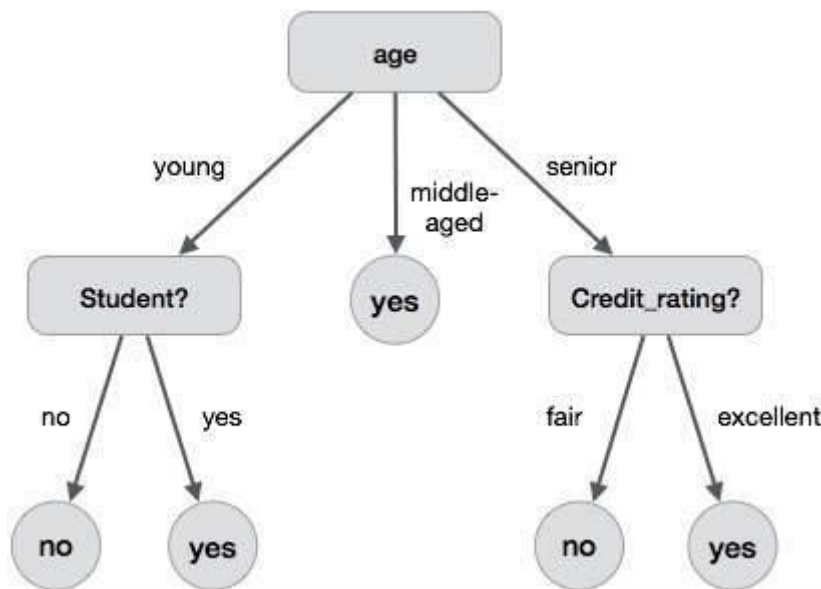 age
young
middle-
aged
senior
Student?
yes
Credit_rating?
no
yes
fair
excellent
no
yes
no
yes